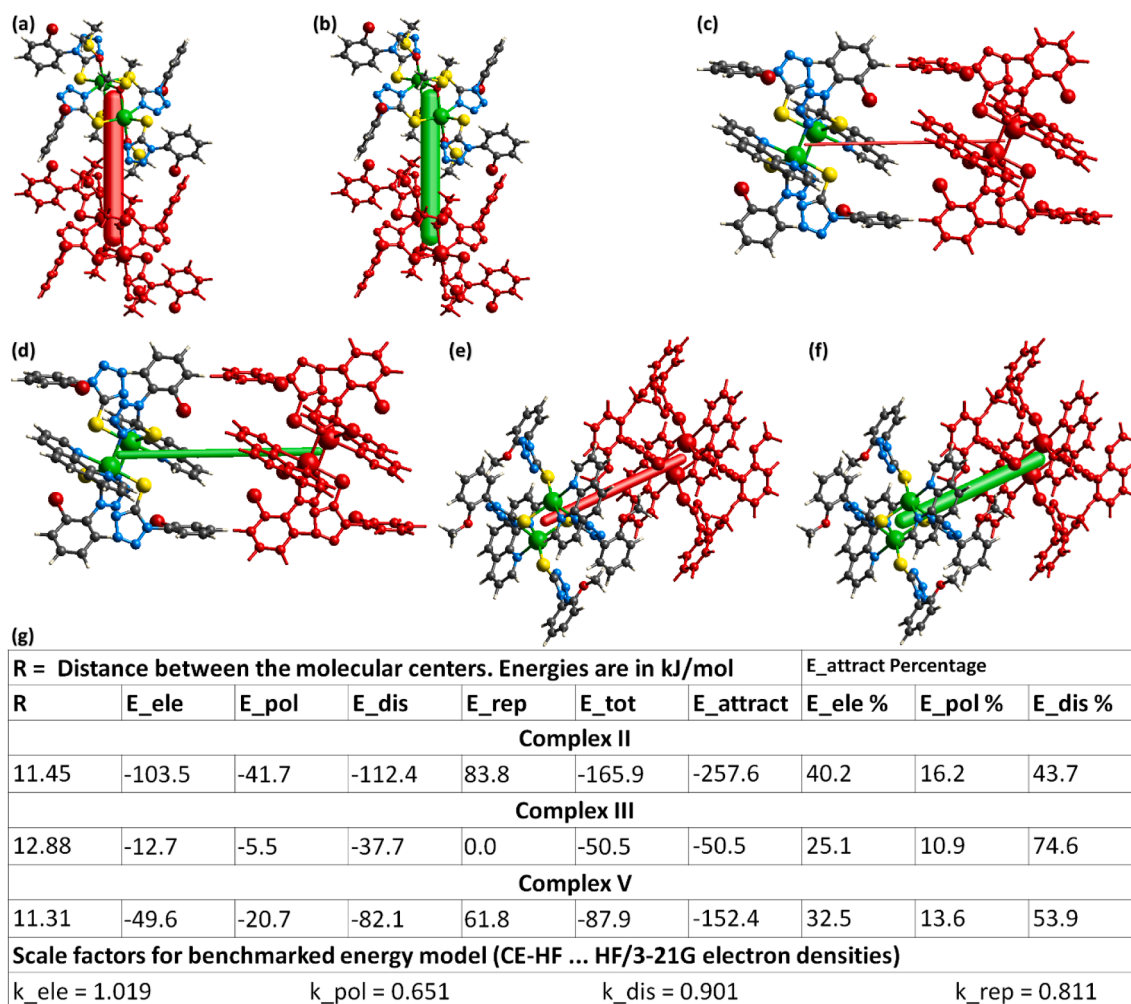 (a) (b) (c)
(d) (e) (f)
(g)
R = Distance between the molecular centers. Energies are in kJ/mol E_attract Percentage
R E_ele E_pol E_dis E_rep E_tot E_attract E_ele % E_pol % E_dis %
Complex II
11.45 -103.5 -41.7 -112.4 83.8 -165.9 -257.6 40.2 16.2 43.7
Complex III
12.88 -12.7 -5.5 -37.7 0.0 -50.5 -50.5 25.1 10.9 74.6
Complex V
11.31 -49.6 -20.7 -82.1 61.8 -87.9 -152.4 32.5 13.6 53.9
Scale factors for benchmarked energy model (CE-HF ... HF/3-21G electron densities)
k_ele = 1.019 k_pol = 0.651 k_dis = 0.901 k_rep = 0.811